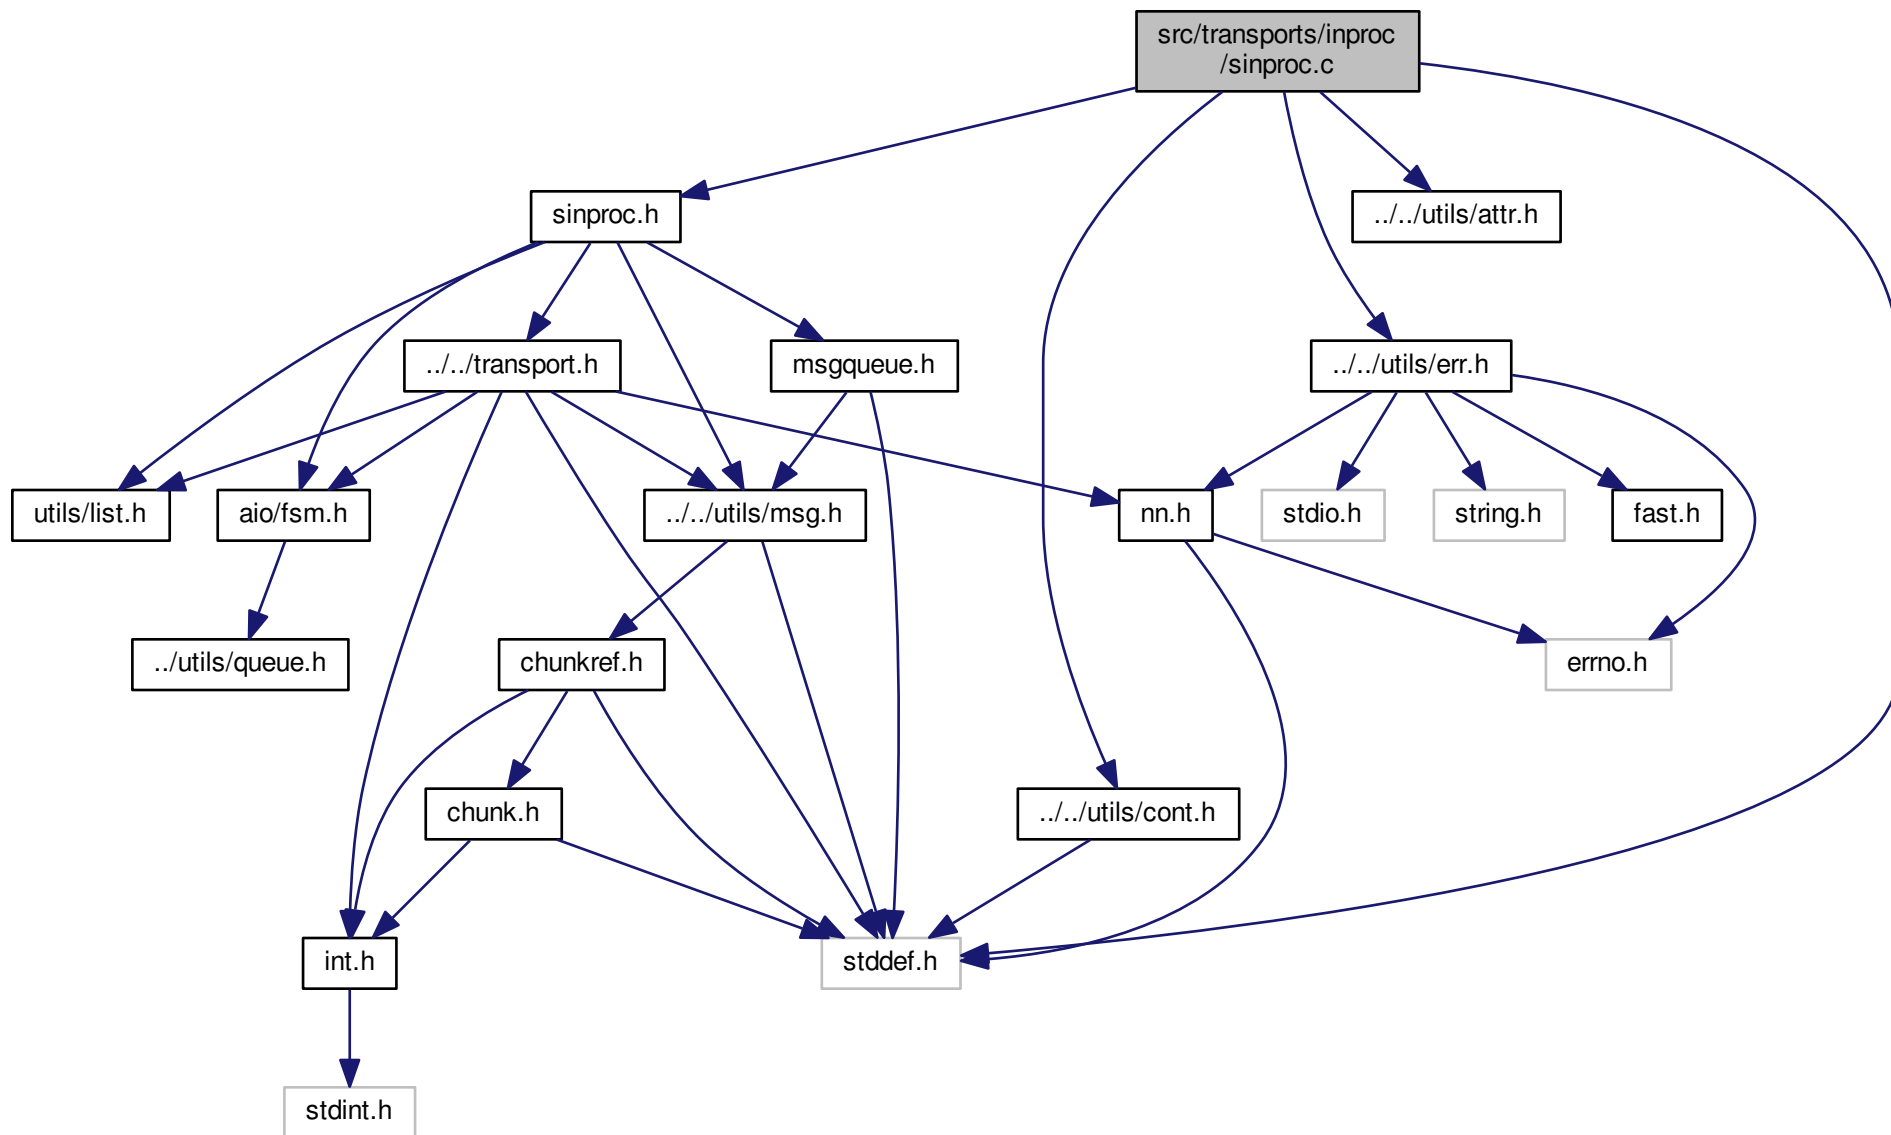 src/transports/inproc
/sinproc.c
sinproc.h
../../utils/attr.h
../../transport.h
msgqueue.h
../../utils/err.h
utils/list.h
aio/fsm.h
../../utils/msg.h
nn.h
stdio.h
string.h
fast.h
../utils/queue.h
chunkref.h
errno.h
chunk.h
../../utils/cont.h
int.h
stddef.h
stdint.h